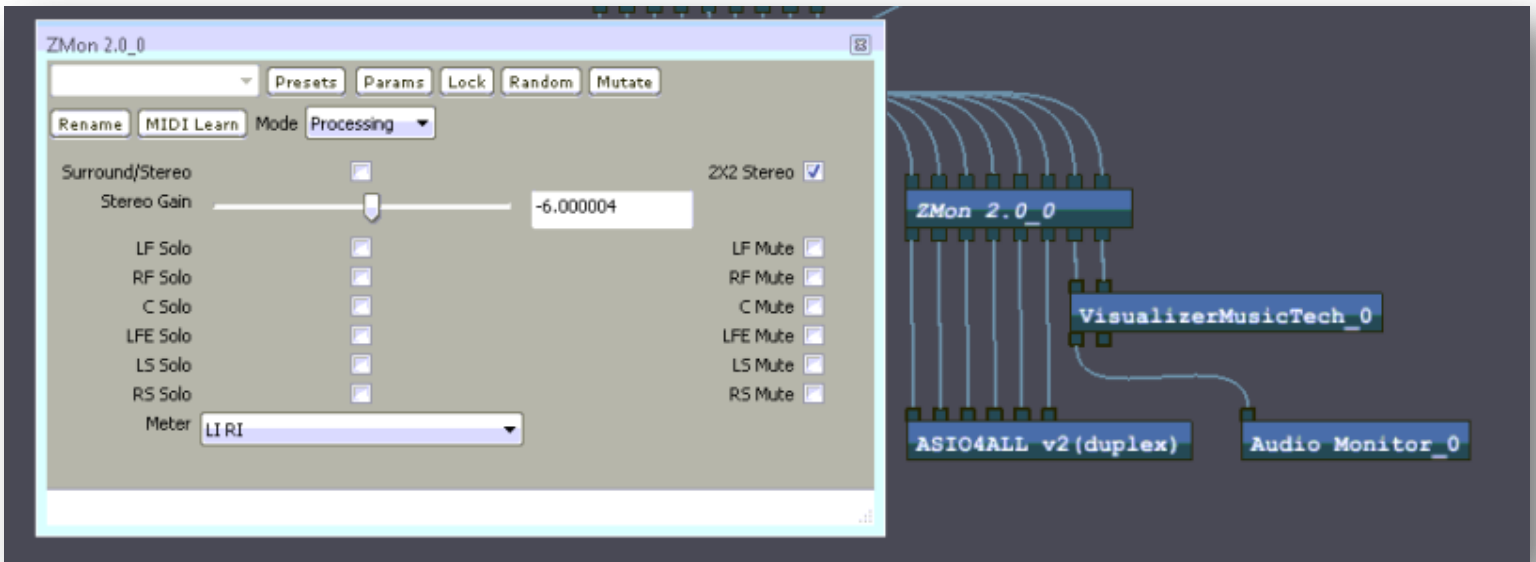 ZMon 2.0_0
Presets Params Lock Random Mutate
Rename MIDI Learn Mode Processing
Surround/Stereo 2X2 Stereo
Stereo Gain -6.000004
LF Solo LF Mute
RF Solo RF Mute
C Solo C Mute
LFE Solo LFE Mute
LS Solo LS Mute
RS Solo RS Mute
Meter LI RI
ZMon 2.0_0
VisualizerMusicTech_0
ASIO4ALL v2(duplex) Audio Monitor_0